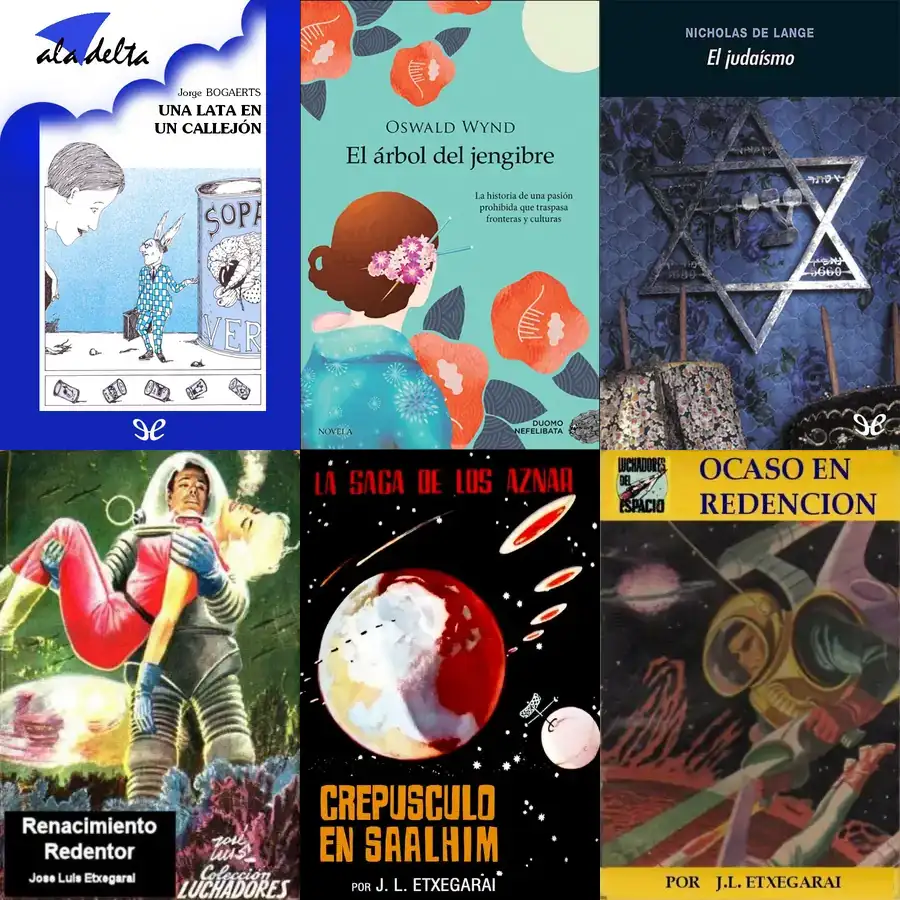 ala delta
Jorge BOGAERTS
UNA LATA EN
UN CALLEJÓN
SOPA
VER
OSWALD WYND
El árbol del jengibre
La historia de una pasión
prohibida que traspasa
fronteras y culturas
NOVELA
DUOMO
NEFELIBATA
NICHOLAS DE LANGE
El judaísmo
Renacimiento
Redentor
Jose Luis Etxegarai
José
Luis
Colección
LUCHADORES
LA SAGA DE LOS AZNAR
CREPUSCULO
EN SAALHIM
POR J. L. ETXEGARAI
LUCHADORES
DEL
ESPACIO
OCASO EN
REDENCION
POR J.L. ETXEGARAI